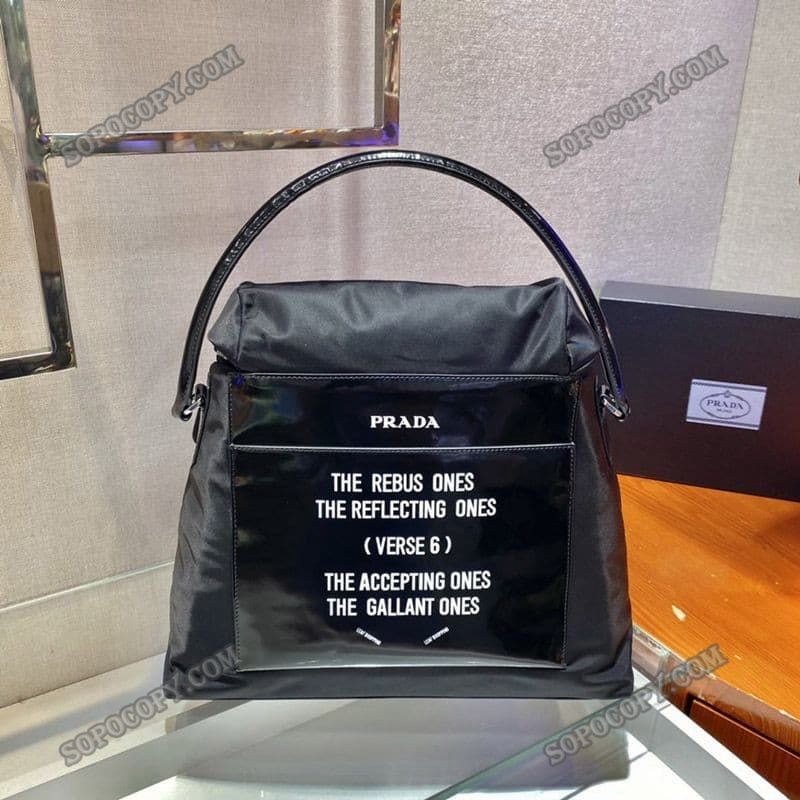 SOPOCOPY.COM
SOPOCOPY.COM
PRADA
PRADA
MILANO
THE REBUS ONES
THE REFLECTING ONES
( VERSE 6 )
THE ACCEPTING ONES
THE GALLANT ONES
SOPOCOPY.COM
SOPOCOPY.COM